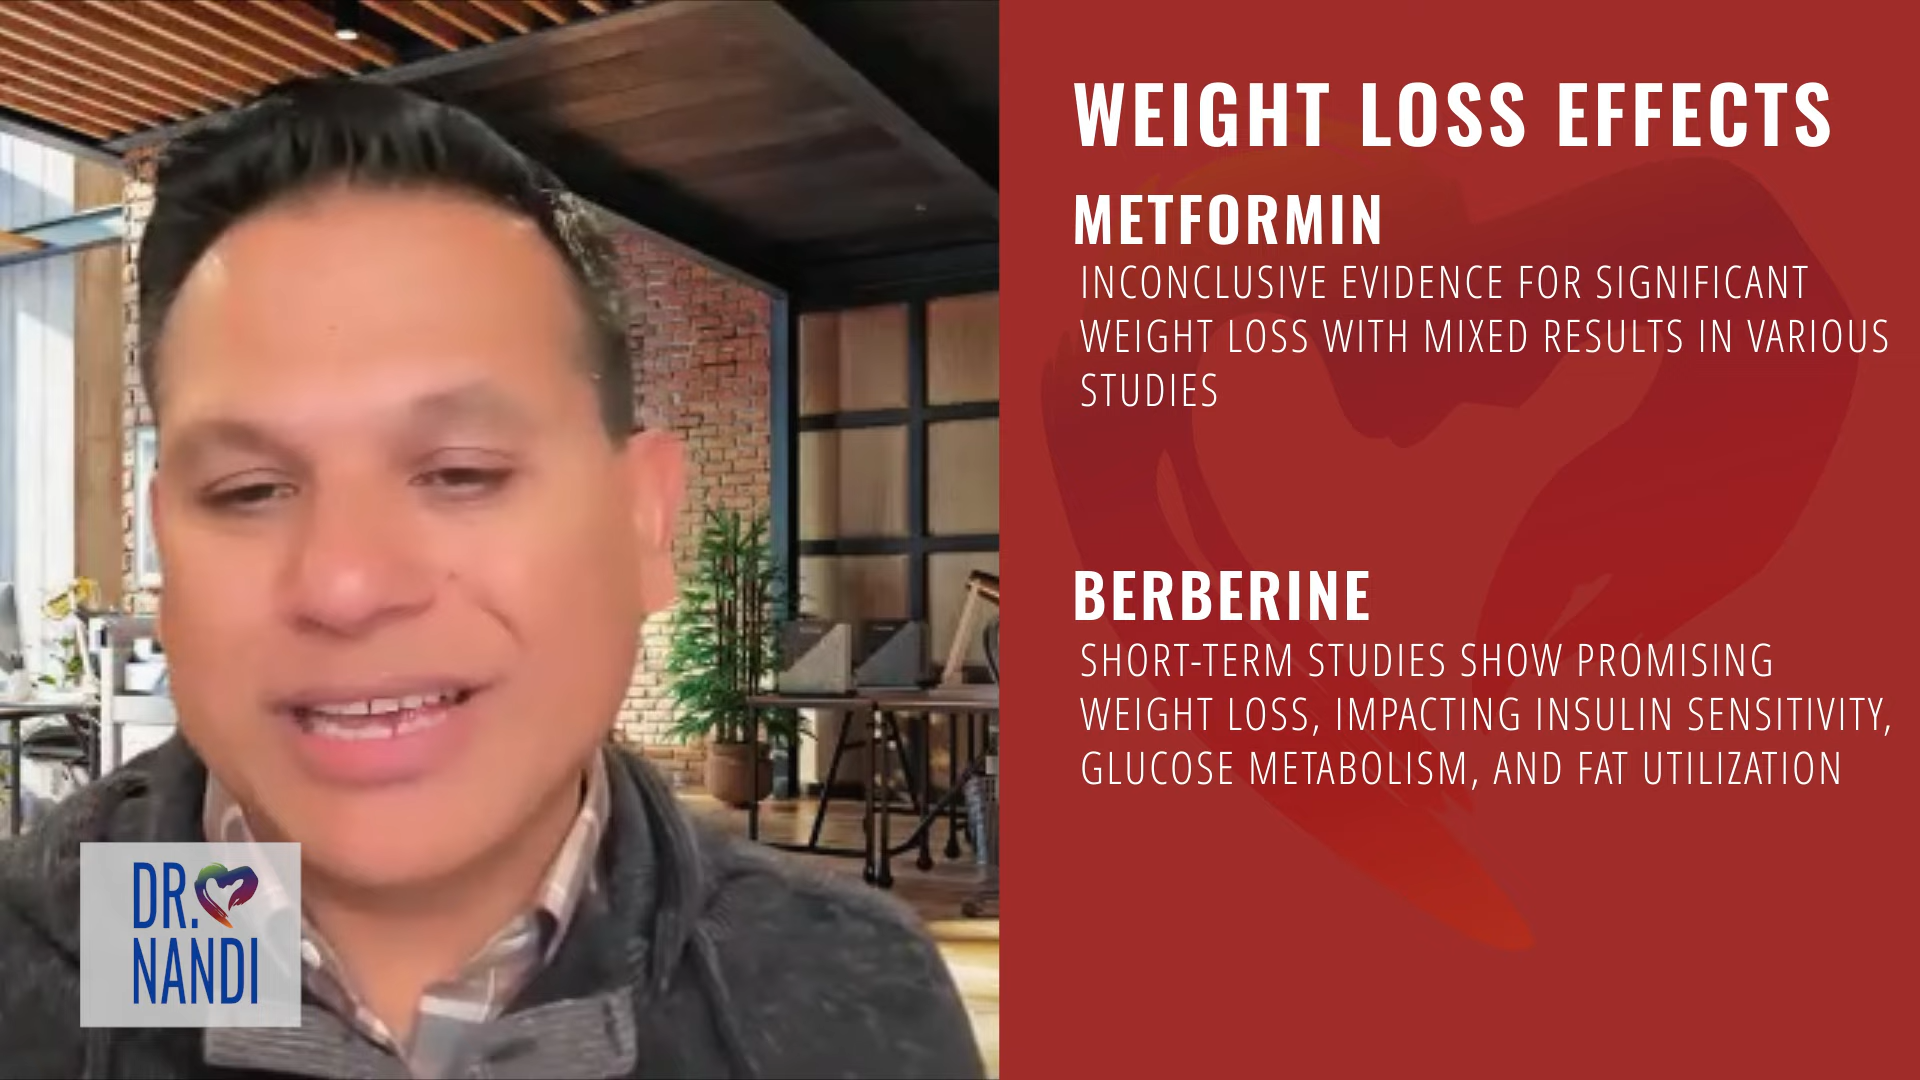 WEIGHT LOSS EFFECTS
METFORMIN
INCONCLUSIVE EVIDENCE FOR SIGNIFICANT
WEIGHT LOSS WITH MIXED RESULTS IN VARIOUS
STUDIES
BERBERINE
SHORT-TERM STUDIES SHOW PROMISING
WEIGHT LOSS, IMPACTING INSULIN SENSITIVITY,
GLUCOSE METABOLISM, AND FAT UTILIZATION
DR.
NANDI